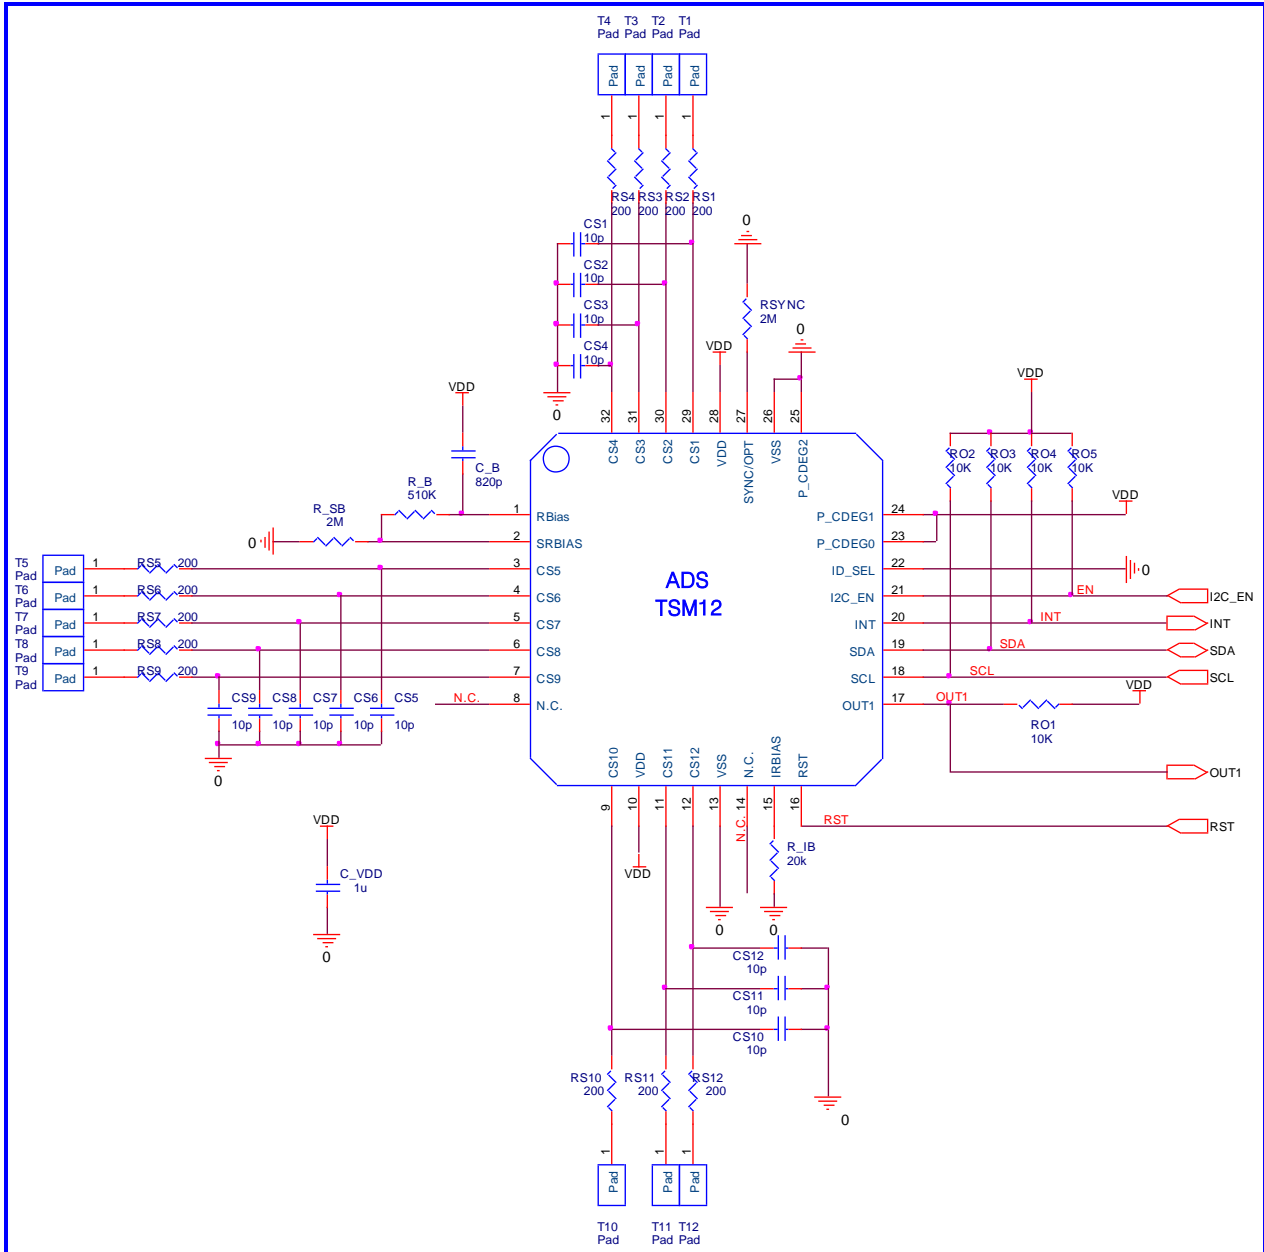 T4 T3 T2 T1
Pad Pad Pad Pad
Pad Pad Pad Pad
1 1 1 1
RS4 RS3 RS2 RS1
200 200 200 200
CS1
10p
CS2
10p
CS3
10p
CS4
10p
0
0
RSYNC
2M
0
VDD
VDD
VDD
32 31 30 29 28 27 26 25
CS4 CS3 CS2 CS1 VDD SYNC/OPT VSS P_CDEG2
C_B
820p
R_B
510K
R_SB
2M
0
RO2 RO3 RO4 RO5
10K 10K 10K 10K
VDD
1 RBias
2 SRBIAS
3 CS5
4 CS6
5 CS7
6 CS8
7 CS9
8 N.C.
N.C.
T5
Pad
Pad 1 RS5 200
T6
Pad
Pad 1 RS6 200
T7
Pad
Pad 1 RS7 200
T8
Pad
Pad 1 RS8 200
T9
Pad
Pad 1 RS9 200
ADS
TSM12
P_CDEG1 24
P_CDEG0 23
ID_SEL 22 0
I2C_EN 21 EN I2C_EN
INT 20 INT INT
SDA 19 SDA SDA
SCL 18 SCL SCL
OUT1 17 OUT1 VDD
RO1
10K
OUT1
CS9 CS8 CS7 CS6 CS5
10p 10p 10p 10p 10p
0
CS10 VDD CS11 CS12 VSS N.C. IRBIAS RST
9 10 11 12 13 14 15 16
N.C.
RST RST
VDD
C_VDD
1u
0
VDD
R_IB
20k
0 0
CS12
10p
CS11
10p
CS10
10p
0
RS10 RS11 RS12
200 200 200
1 1 1
Pad Pad Pad
T10 T11 T12
Pad Pad Pad